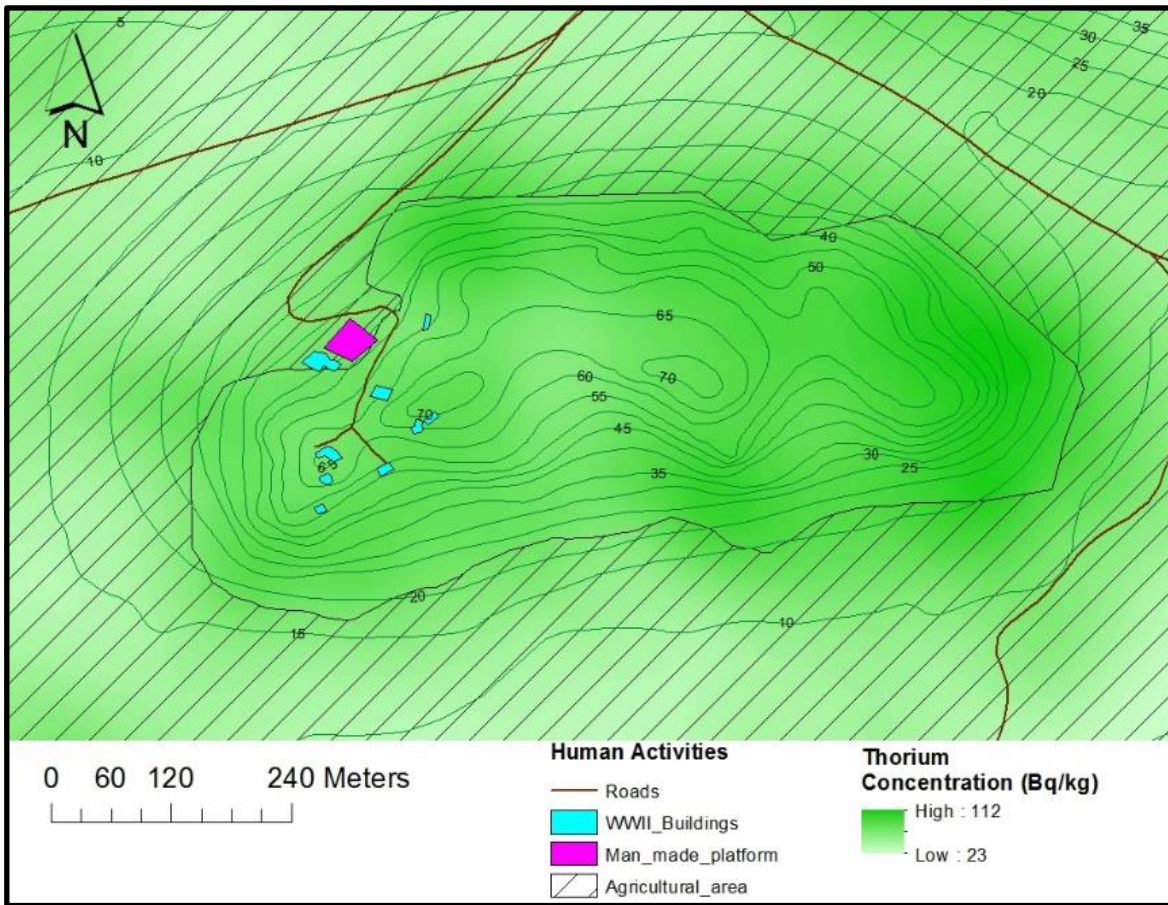 5
35
30
25
20
N
10
40
50
65
70
60
55
70
45
65
30
25
35
20
15
10
0 60 120 240 Meters
Human Activities
Roads
WWII_Buildings
Man_made_platform
Agricultural_area
Thorium
Concentration (Bq/kg)
High : 112
Low : 23